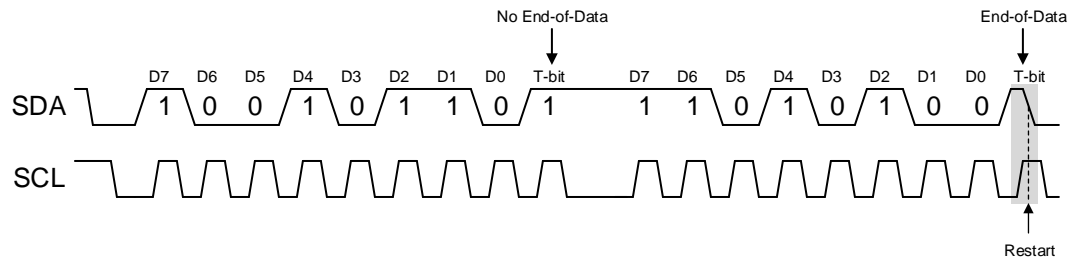 No End-of-Data End-of-Data
D7 D6 D5 D4 D3 D2 D1 D0 T-bit D7 D6 D5 D4 D3 D2 D1 D0 T-bit
SDA 1 0 0 1 0 1 1 0 1 1 1 0 1 0 1 0 0
SCL
Restart